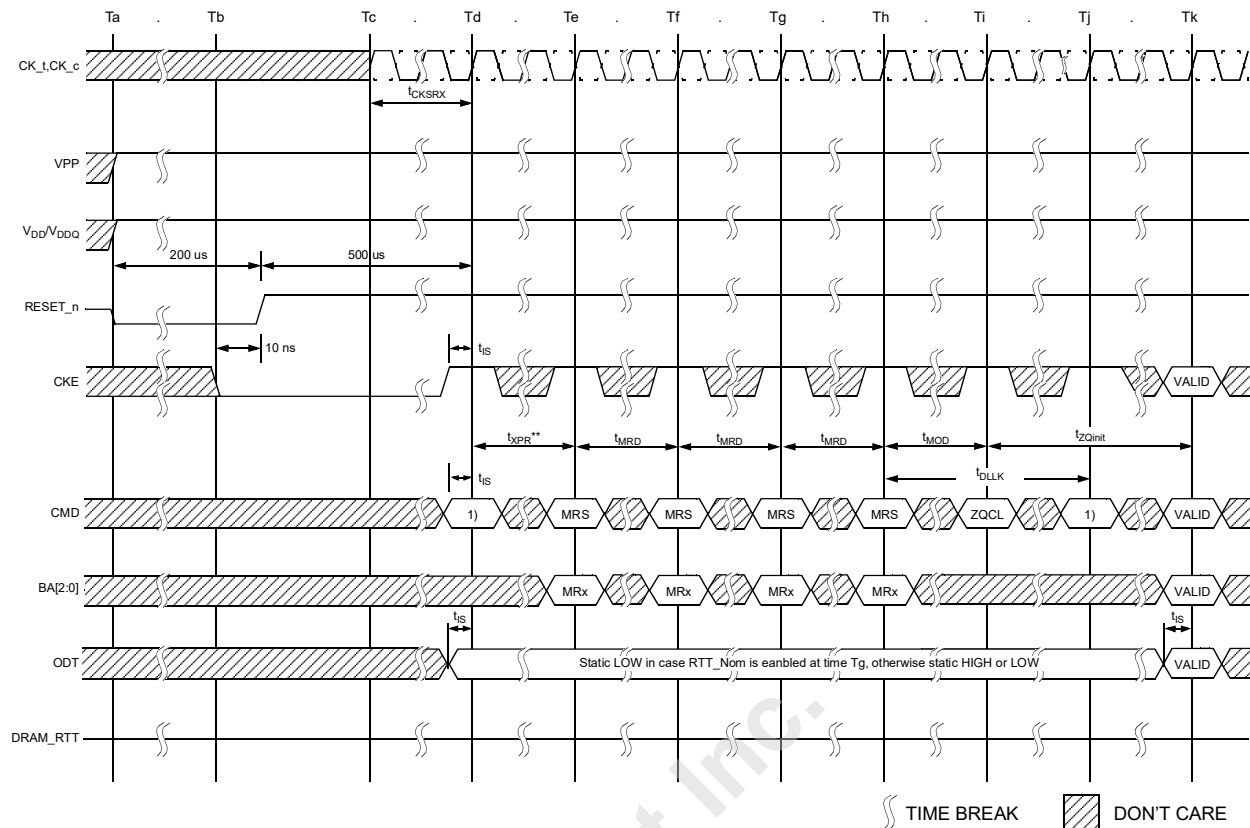 Ta . Tb . Tc . Td . Te . Tf . Tg . Th . Ti . Tj . Tk
CK_t,CK_c
tCKSRX
VPP
VDD/VDDQ
200 us 500 us
RESET_n
10 ns tIS
CKE VALID
tXPR** tMRD tMRD tMRD tMOD tZQinit
tIS tDLLK
CMD 1) MRS MRS MRS MRS ZQCL 1) VALID
BA[2:0] MRx MRx MRx MRx VALID
tIS tIS
ODT Static LOW in case RTT_Nom is eanbled at time Tg, otherwise static HIGH or LOW VALID
DRAM_RTT
t Inc.
TIME BREAK DON'T CARE